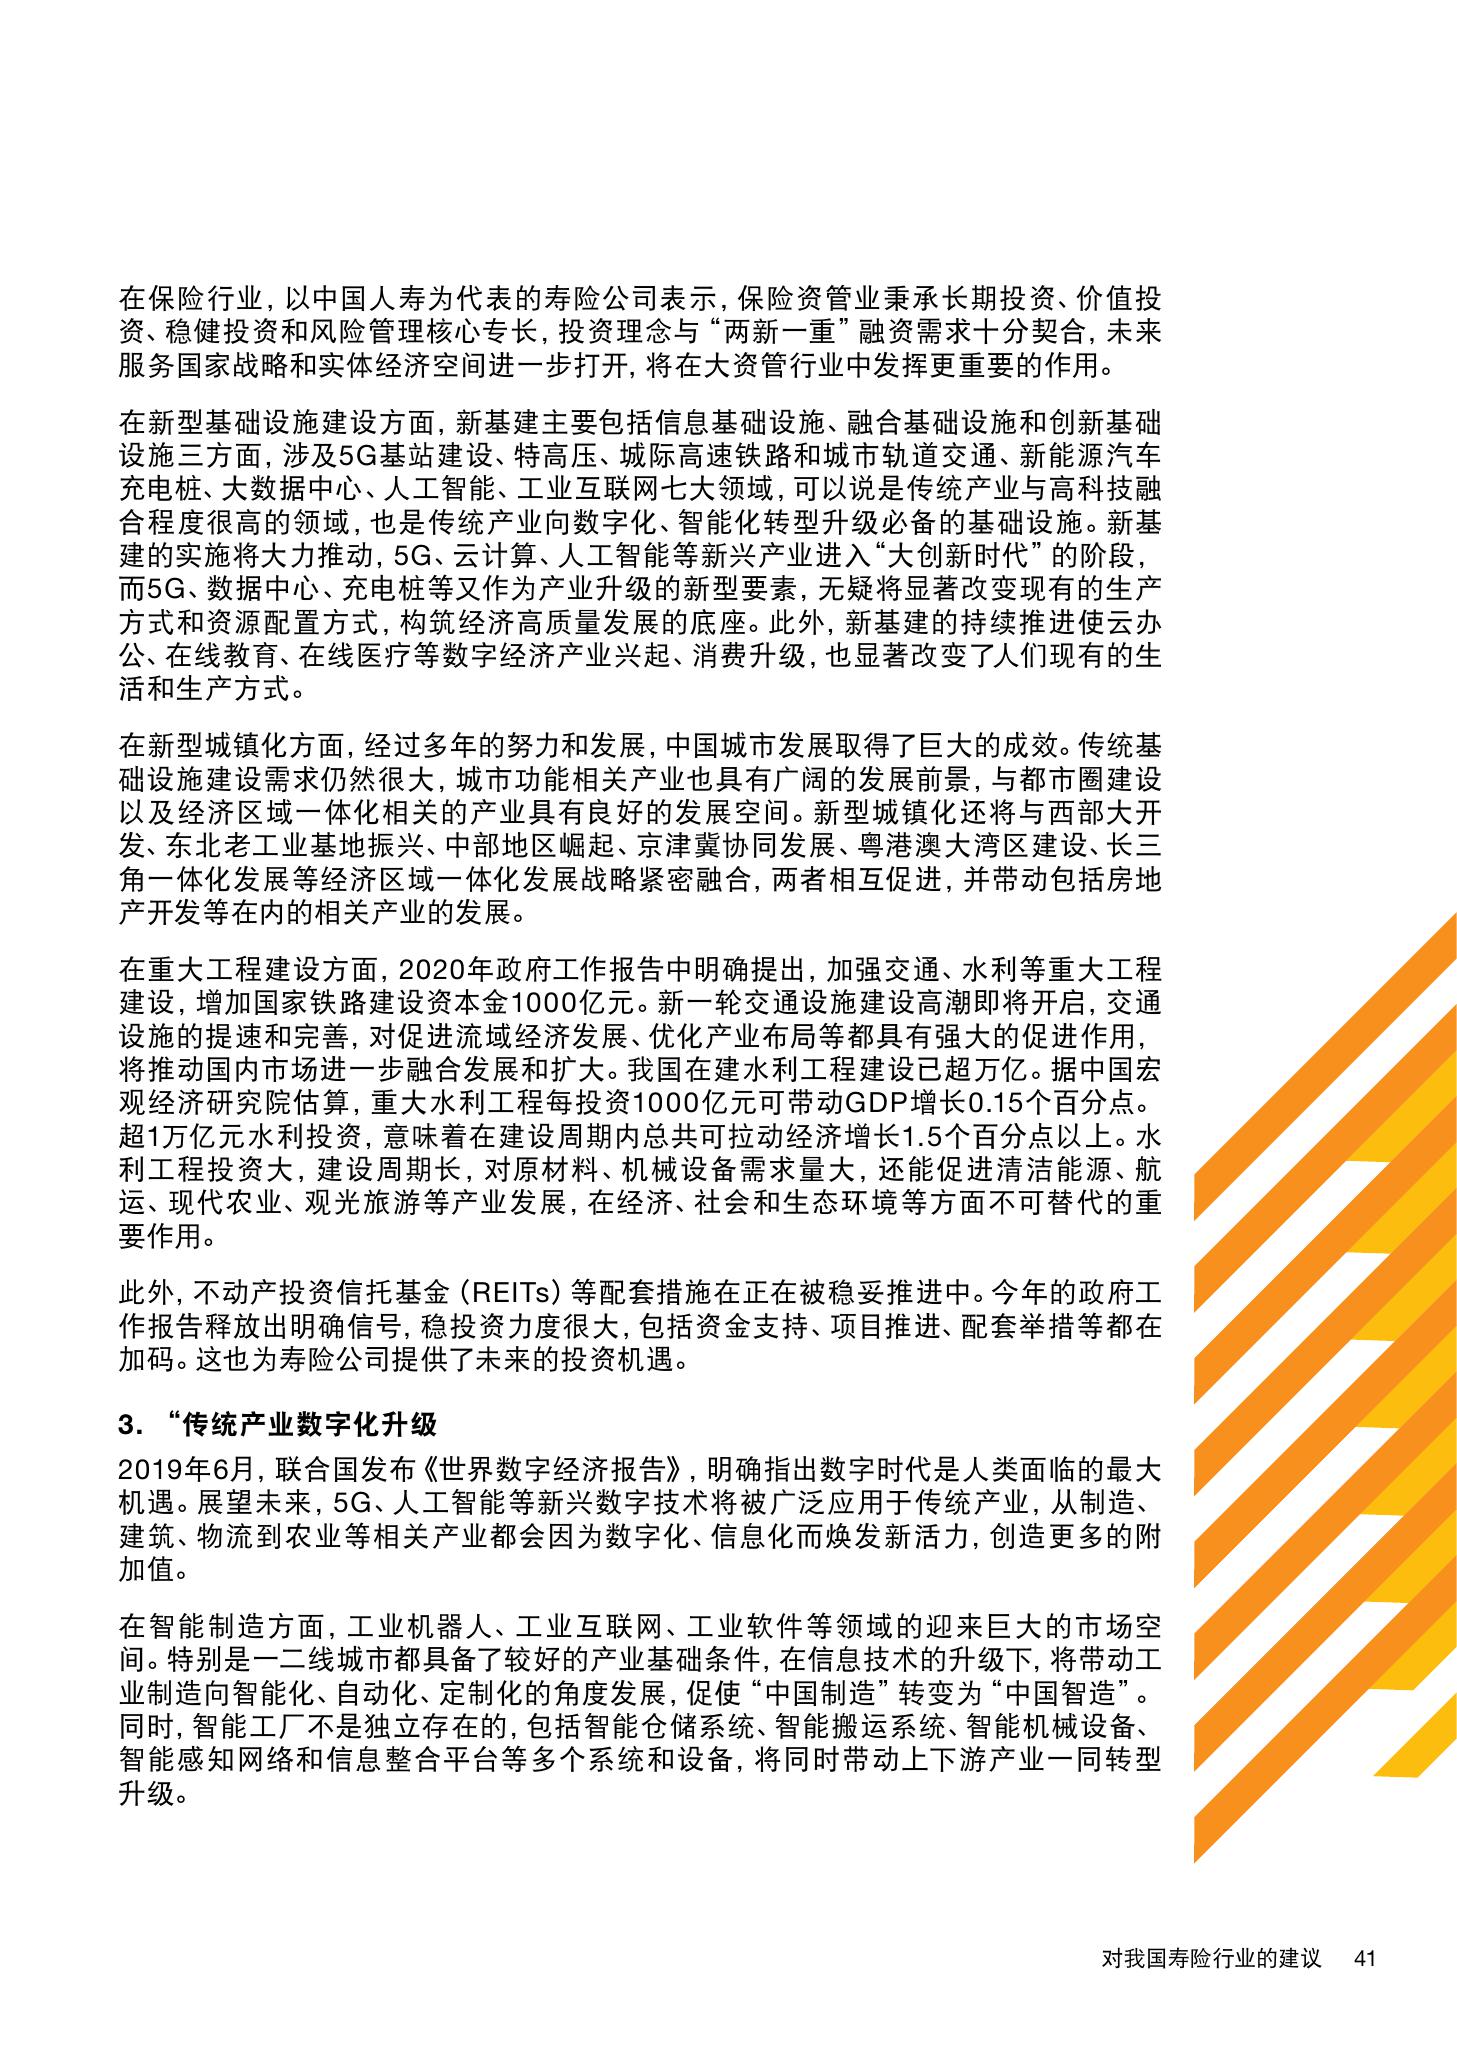 在保险行业，以中国人寿为代表的寿险公司表示，保险资管业秉承长期投资、价值投
资、稳健投资和风险管理核心专长，投资理念与“两新一重”融资需求十分契合，未来
服务国家战略和实体经济空间进一步打开，将在大资管行业中发挥更重要的作用。
在新型基础设施建设方面，新基建主要包括信息基础设施、融合基础设施和创新基础
设施三方面，涉及5G基站建设、特高压、城际高速铁路和城市轨道交通、新能源汽车
充电桩、大数据中心、人工智能、工业互联网七大领域，可以说是传统产业与高科技融
合程度很高的领域，也是传统产业向数字化、智能化转型升级必备的基础设施。新基
建的实施将大力推动，5G、云计算、人工智能等新兴产业进入“大创新时代”的阶段，
而5G、数据中心、充电桩等又作为产业升级的新型要素，无疑将显著改变现有的生产
方式和资源配置方式，构筑经济高质量发展的底座。此外，新基建的持续推进使云办
公、在线教育、在线医疗等数字经济产业兴起、消费升级，也显著改变了人们现有的生
活和生产方式。
在新型城镇化方面，经过多年的努力和发展，中国城市发展取得了巨大的成效。传统基
础设施建设需求仍然很大，城市功能相关产业也具有广阔的发展前景，与都市圈建设
以及经济区域一体化相关的产业具有良好的发展空间。新型城镇化还将与西部大开
发、东北老工业基地振兴、中部地区崛起、京津冀协同发展、粤港澳大湾区建设、长三
角一体化发展等经济区域一体化发展战略紧密融合，两者相互促进，并带动包括房地
产开发等在内的相关产业的发展。
在重大工程建设方面，2020年政府工作报告中明确提出，加强交通、水利等重大工程
建设，增加国家铁路建设资本金1000亿元。新一轮交通设施建设高潮即将开启，交通
设施的提速和完善，对促进流域经济发展、优化产业布局等都具有强大的促进作用，
将推动国内市场进一步融合发展和扩大。我国在建水利工程建设已超万亿。据中国宏
观经济研究院估算，重大水利工程每投资1000亿元可带动GDP增长0.15个百分点。
超1万亿元水利投资，意味着在建设周期内总共可拉动经济增长1.5个百分点以上。水
利工程投资大，建设周期长，对原材料、机械设备需求量大，还能促进清洁能源、航
运、现代农业、观光旅游等产业发展，在经济、社会和生态环境等方面不可替代的重
要作用。
此外，不动产投资信托基金（REITs）等配套措施在正在被稳妥推进中。今年的政府工
作报告释放出明确信号，稳投资力度很大，包括资金支持、项目推进、配套举措等都在
加码。这也为寿险公司提供了未来的投资机遇。
3. “传统产业数字化升级
2019年6月，联合国发布《世界数字经济报告》，明确指出数字时代是人类面临的最大
机遇。展望未来，5G、人工智能等新兴数字技术将被广泛应用于传统产业，从制造、
建筑、物流到农业等相关产业都会因为数字化、信息化而焕发新活力，创造更多的附
加值。
在智能制造方面，工业机器人、工业互联网、工业软件等领域的迎来巨大的市场空
间。特别是一二线城市都具备了较好的产业基础条件，在信息技术的升级下，将带动工
业制造向智能化、自动化、定制化的角度发展，促使“中国制造”转变为“中国智造”。
同时，智能工厂不是独立存在的，包括智能仓储系统、智能搬运系统、智能机械设备、
智能感知网络和信息整合平台等多个系统和设备，将同时带动上下游产业一同转型
升级。
对我国寿险行业的建议 41